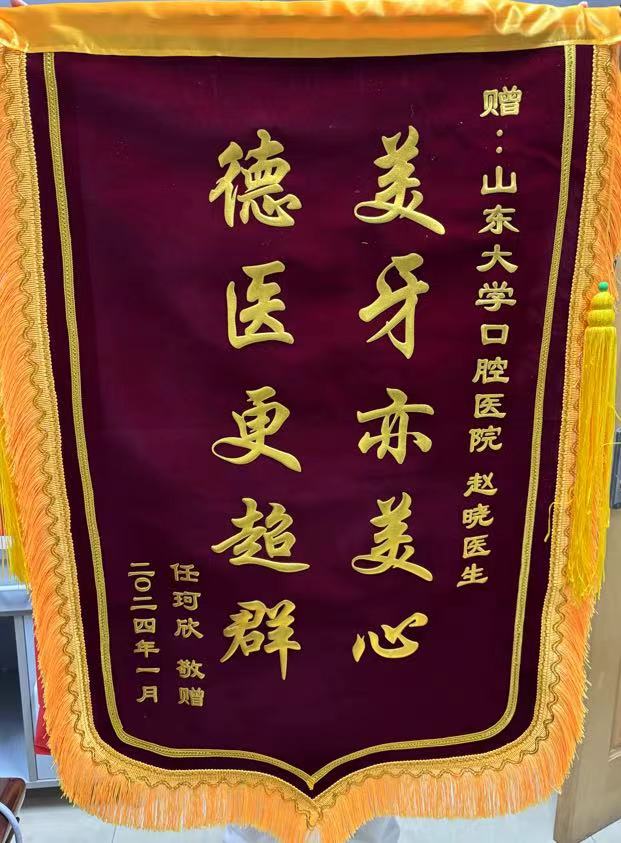 赠：山东大学口腔医院 赵晓医生
美牙亦美心
德医更超群
任珂欣 敬赠
二〇二四年一月